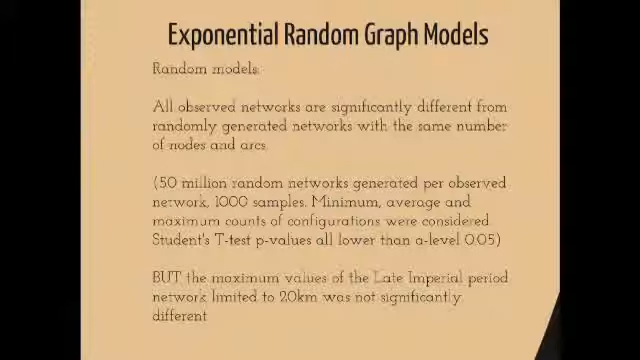 Exponential Random Graph Models
Random models:
All observed networks are significantly different from
randomly generated networks with the same number
of nodes and arcs.
(50 million random networks generated per observed
network, 1000 samples. Minimum, average and
maximum counts of configurations were considered.
Student's T-test p-values all lower than a-level 0.05)
BUT the maximum values of the Late Imperial period
network limited to 20km was not significantly
different